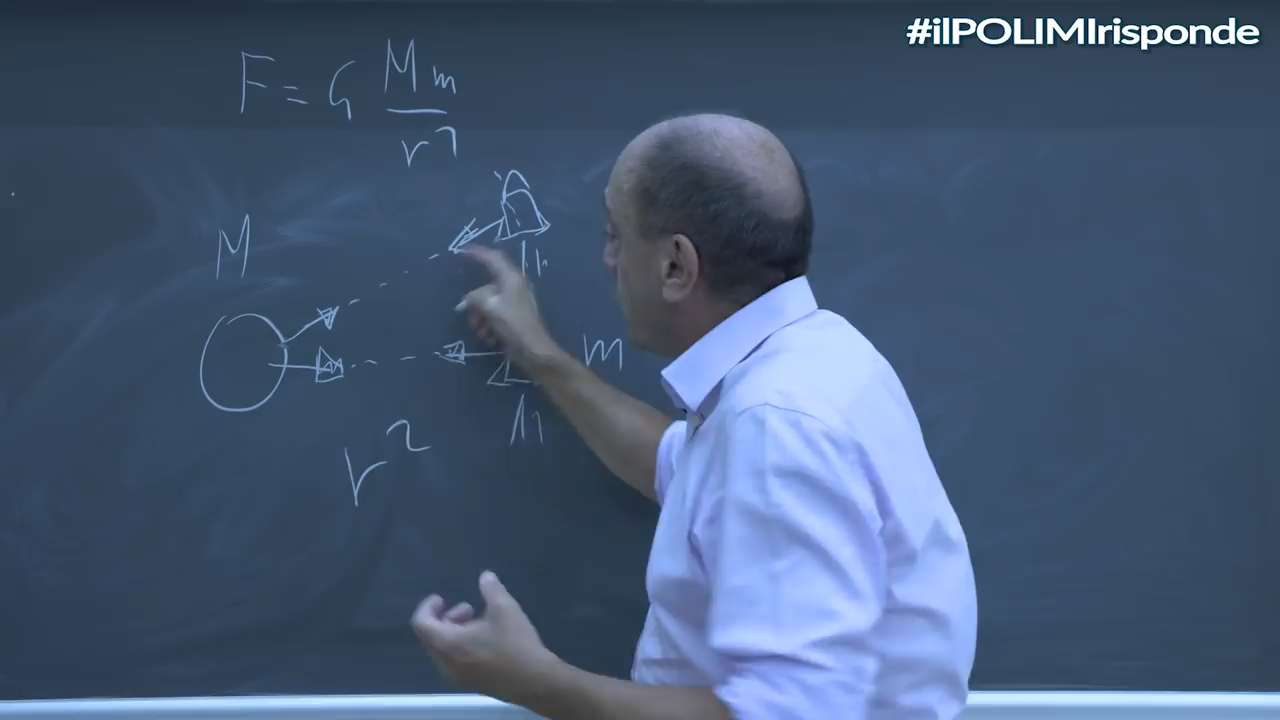 #ilPOLIMIrisponde
F = G Mm
r²
M
m
r²